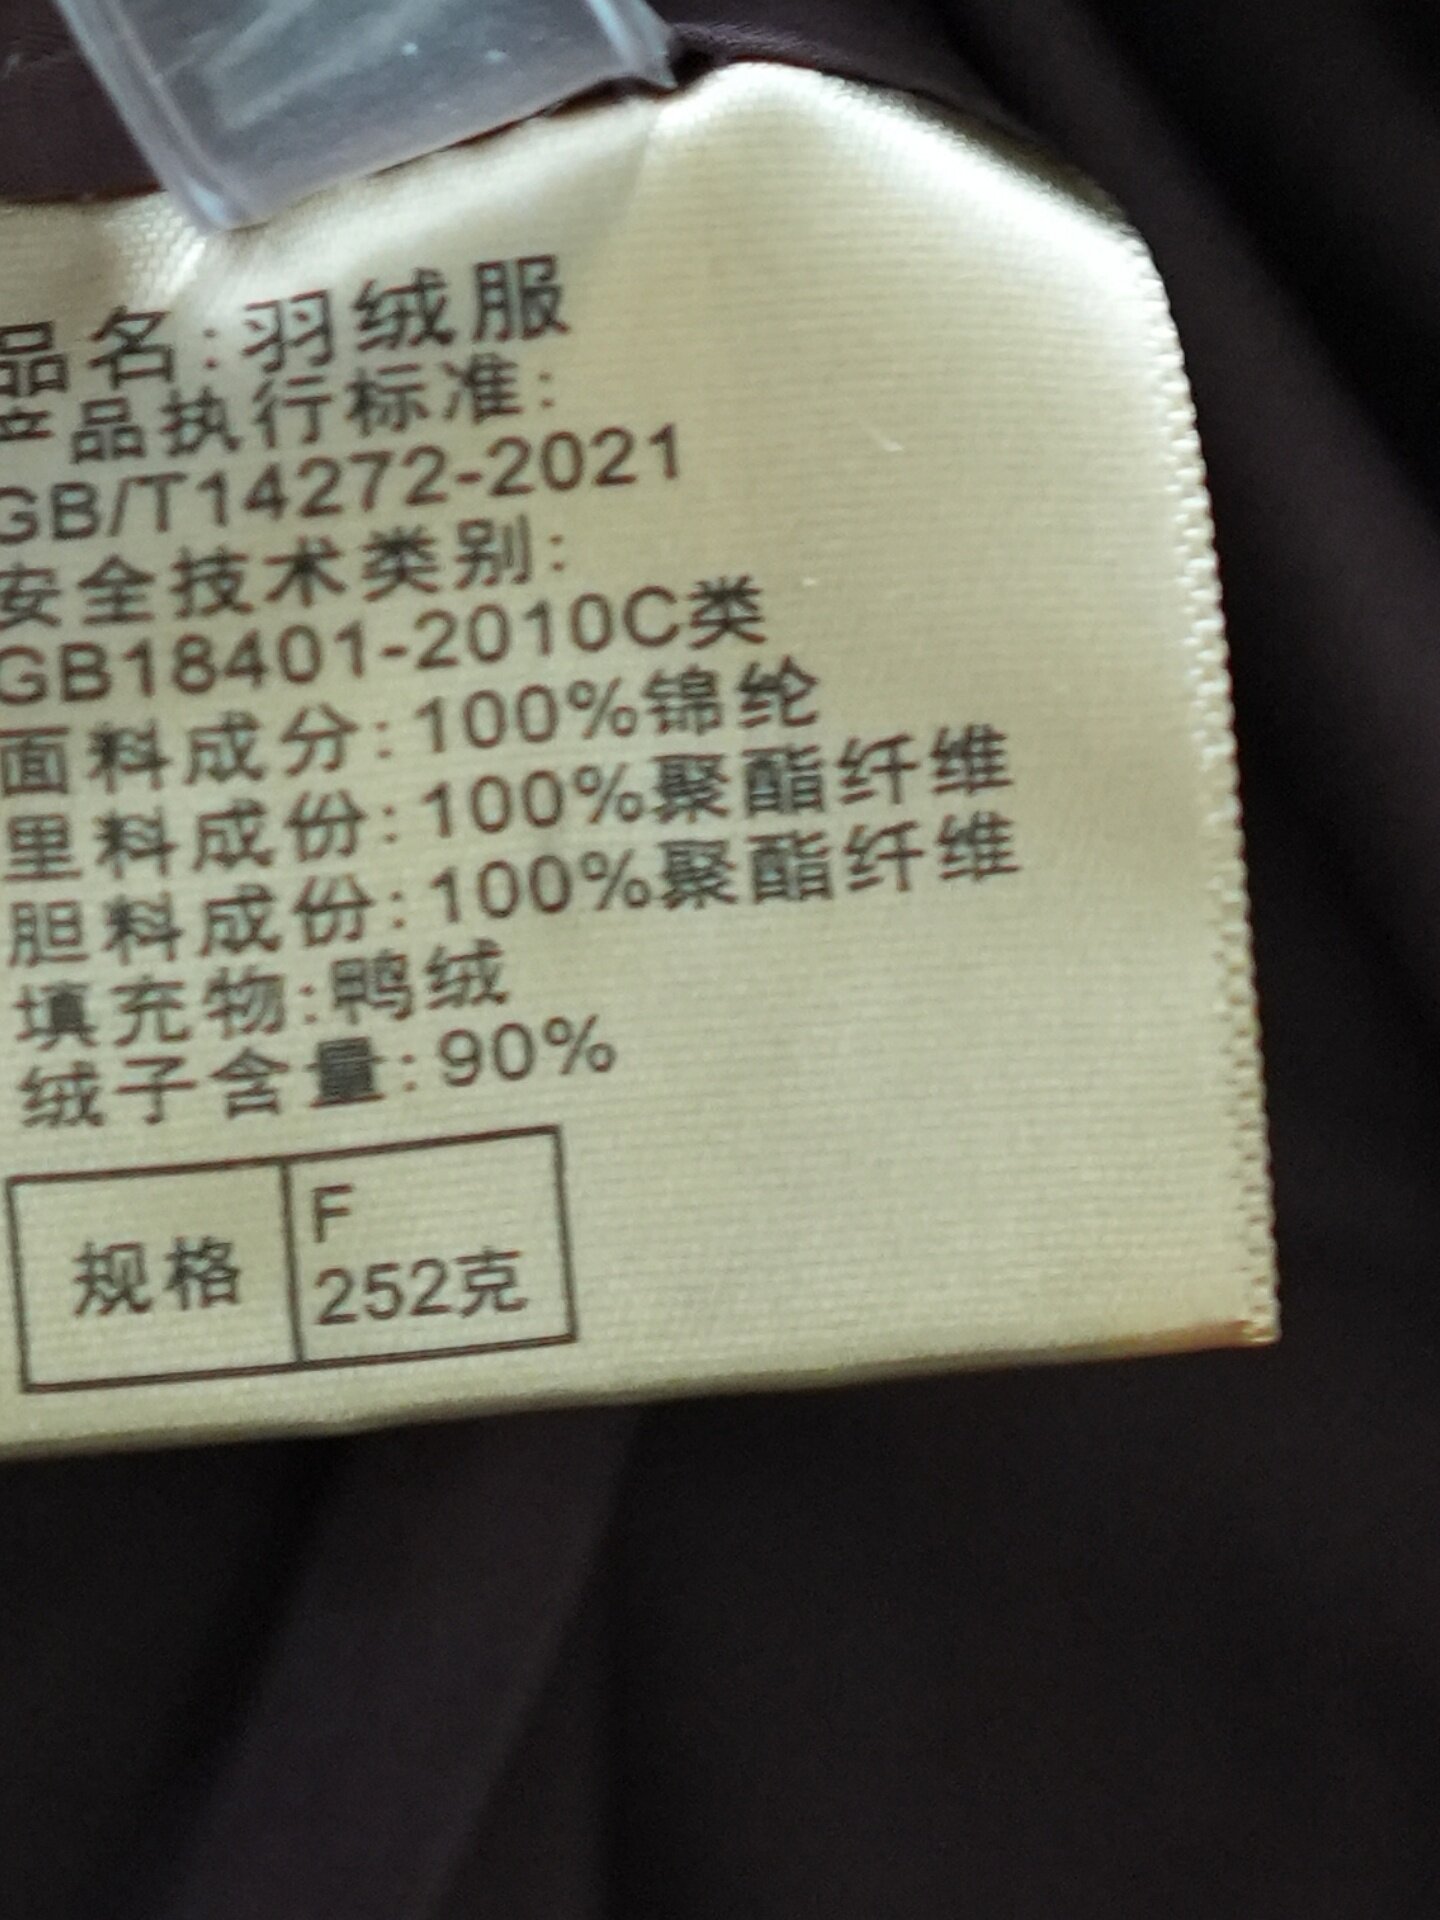 品名:羽绒服
产品执行标准:
GB/T14272-2021
安全技术类别:
GB18401-2010C类
面料成分:100%锦纶
里料成份:100%聚酯纤维
胆料成份:100%聚酯纤维
填充物:鸭绒
绒子含量:90%
规格
F
252克